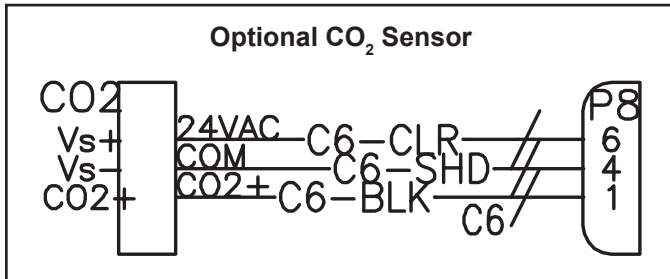 Optional CO₂ Sensor
CO2
P8
24VAC
Vs+
C6-CLR
6
COM
Vs-
C6-SHD
4
CO2+
CO2+
C6-BLK
1
C6